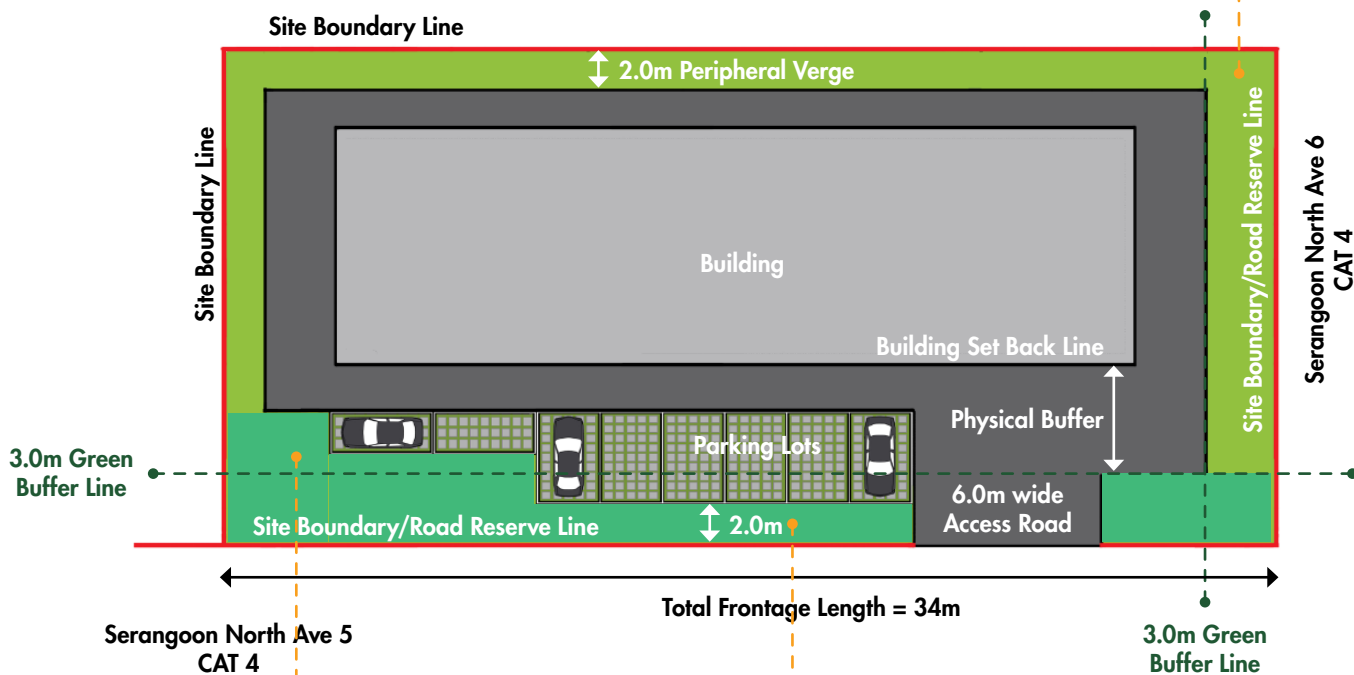 Site Boundary Line
2.0m Peripheral Verge
Site Boundary Line
Site Boundary/Road Reserve Line
Serangoon North Ave 6
CAT 4
Building
Building Set Back Line
Physical Buffer
Parking Lots
3.0m Green
Buffer Line
6.0m wide
Access Road
Site Boundary/Road Reserve Line
2.0m
Total Frontage Length = 34m
Serangoon North Ave 5
CAT 4
3.0m Green
Buffer Line